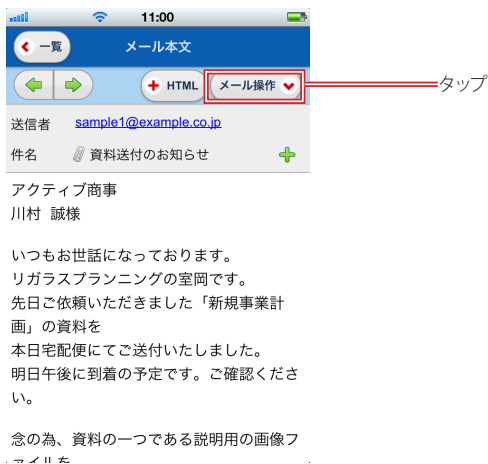 11:00
一覧
メール本文
HTML
メール操作
タップ
送信者 sample1@example.co.jp
件名 資料送付のお知らせ
アクティブ商事
川村 誠様
いつもお世話になっております。
リガラスプランニングの室岡です。
先日ご依頼いただきました「新規事業計
画」の資料を
本日宅配便にてご送付いたしました。
明日午後に到着の予定です。ご確認くださ
い。
念の為、資料の一つである説明用の画像フ
ァイルを